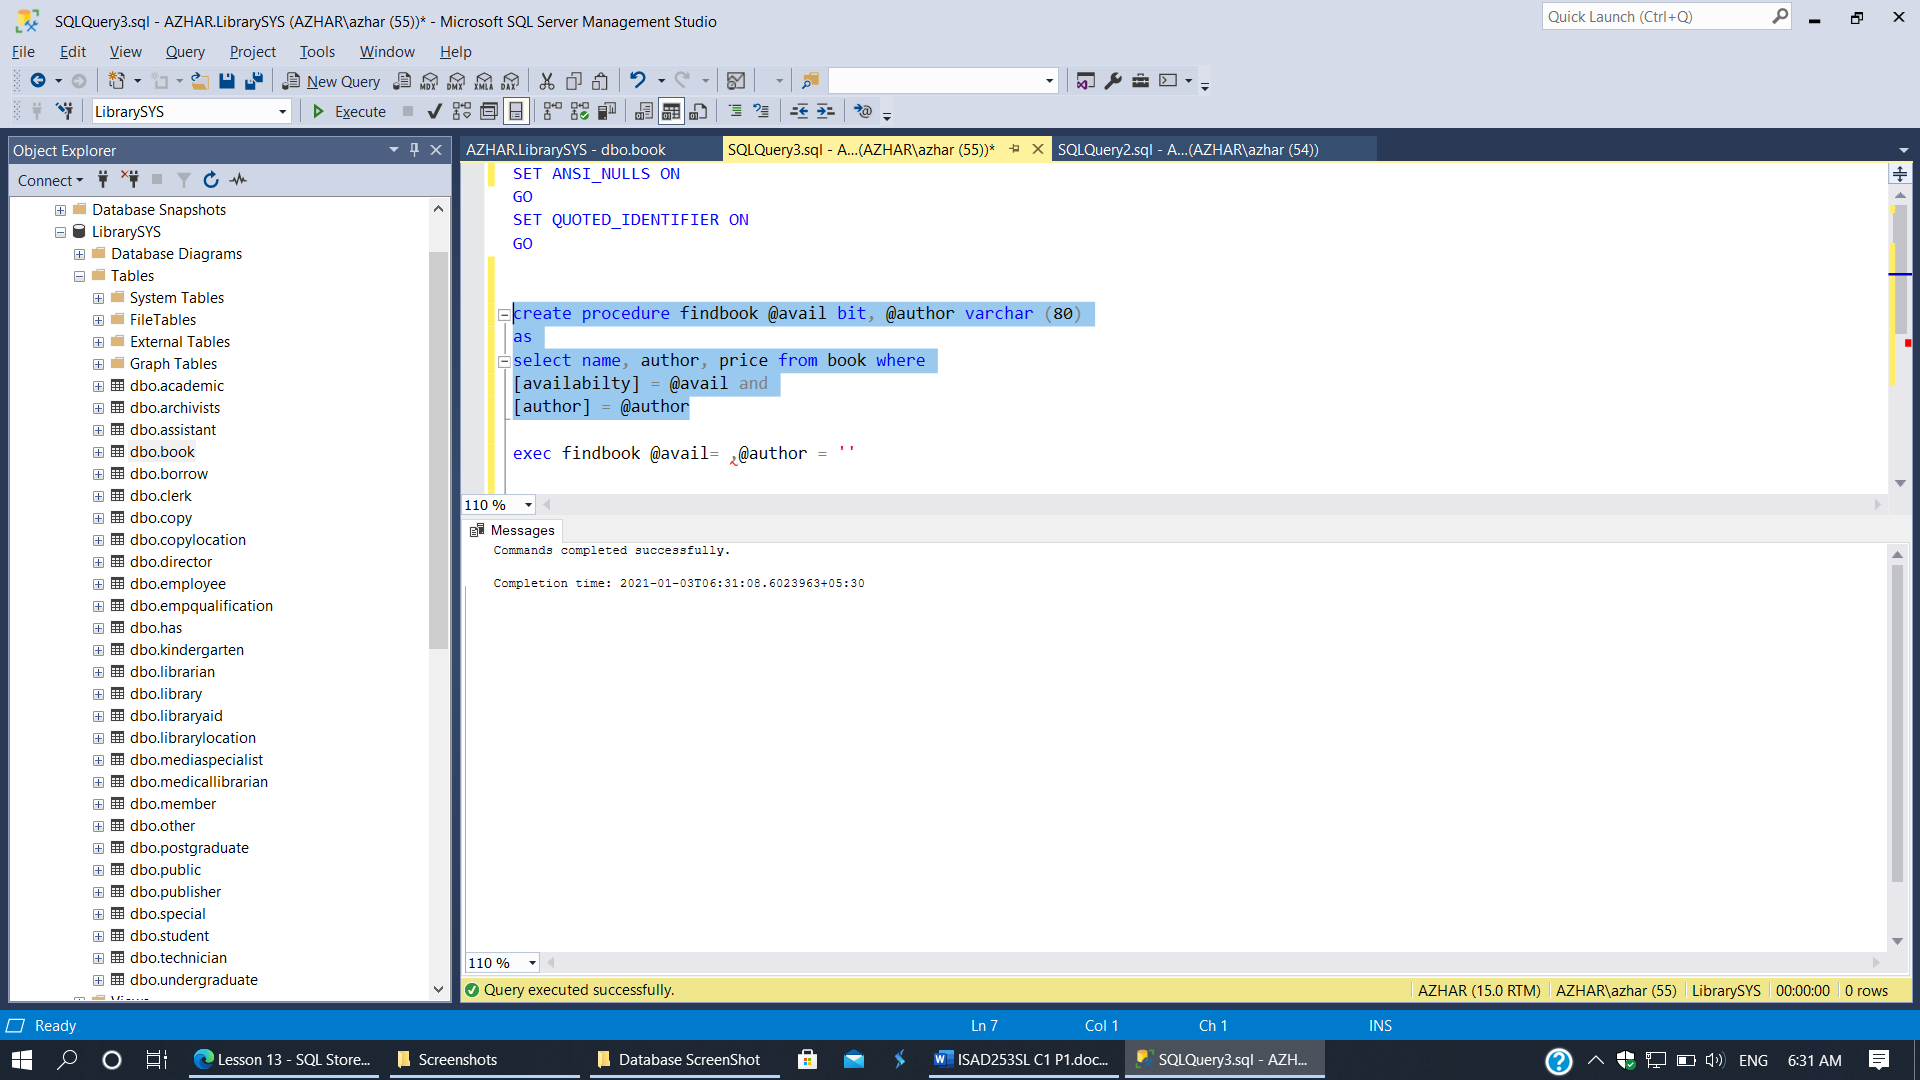 SQLQuery3.sql - AZHAR.LibrarySYS (AZHAR\azhar (55))* - Microsoft SQL Server Management Studio
Quick Launch (Ctrl+Q)
File Edit View Query Project Tools Window Help
New Query MDX DMX XMLA DAX
LibrarySYS Execute
Object Explorer
Connect
Database Snapshots
LibrarySYS
Database Diagrams
Tables
System Tables
FileTables
External Tables
Graph Tables
dbo.academic
dbo.archivists
dbo.assistant
dbo.book
dbo.borrow
dbo.clerk
dbo.copy
dbo.copylocation
dbo.director
dbo.employee
dbo.empqualification
dbo.has
dbo.kindergarten
dbo.librarian
dbo.library
dbo.libraryaid
dbo.librarylocation
dbo.mediaspecialist
dbo.medicallibrarian
dbo.member
dbo.other
dbo.postgraduate
dbo.public
dbo.publisher
dbo.special
dbo.student
dbo.technician
dbo.undergraduate
AZHAR.LibrarySYS - dbo.book SQLQuery3.sql - A...(AZHAR\azhar (55))* SQLQuery2.sql - A...(AZHAR\azhar (54))
SET ANSI_NULLS ON
GO
SET QUOTED_IDENTIFIER ON
GO
create procedure findbook @avail bit, @author varchar (80)
as
select name, author, price from book where
[availabilty] = @avail and
[author] = @author
exec findbook @avail= ,@author = ''
110 %
Messages
Commands completed successfully.
Completion time: 2021-01-03T06:31:08.6023963+05:30
110 %
Query executed successfully. AZHAR (15.0 RTM) AZHAR\azhar (55) LibrarySYS 00:00:00 0 rows
Ready Ln 7 Col 1 Ch 1 INS
Lesson 13 - SQL Store... Screenshots Database ScreenShot ISAD253SL C1 P1.doc... SQLQuery3.sql - AZH... ENG 6:31 AM